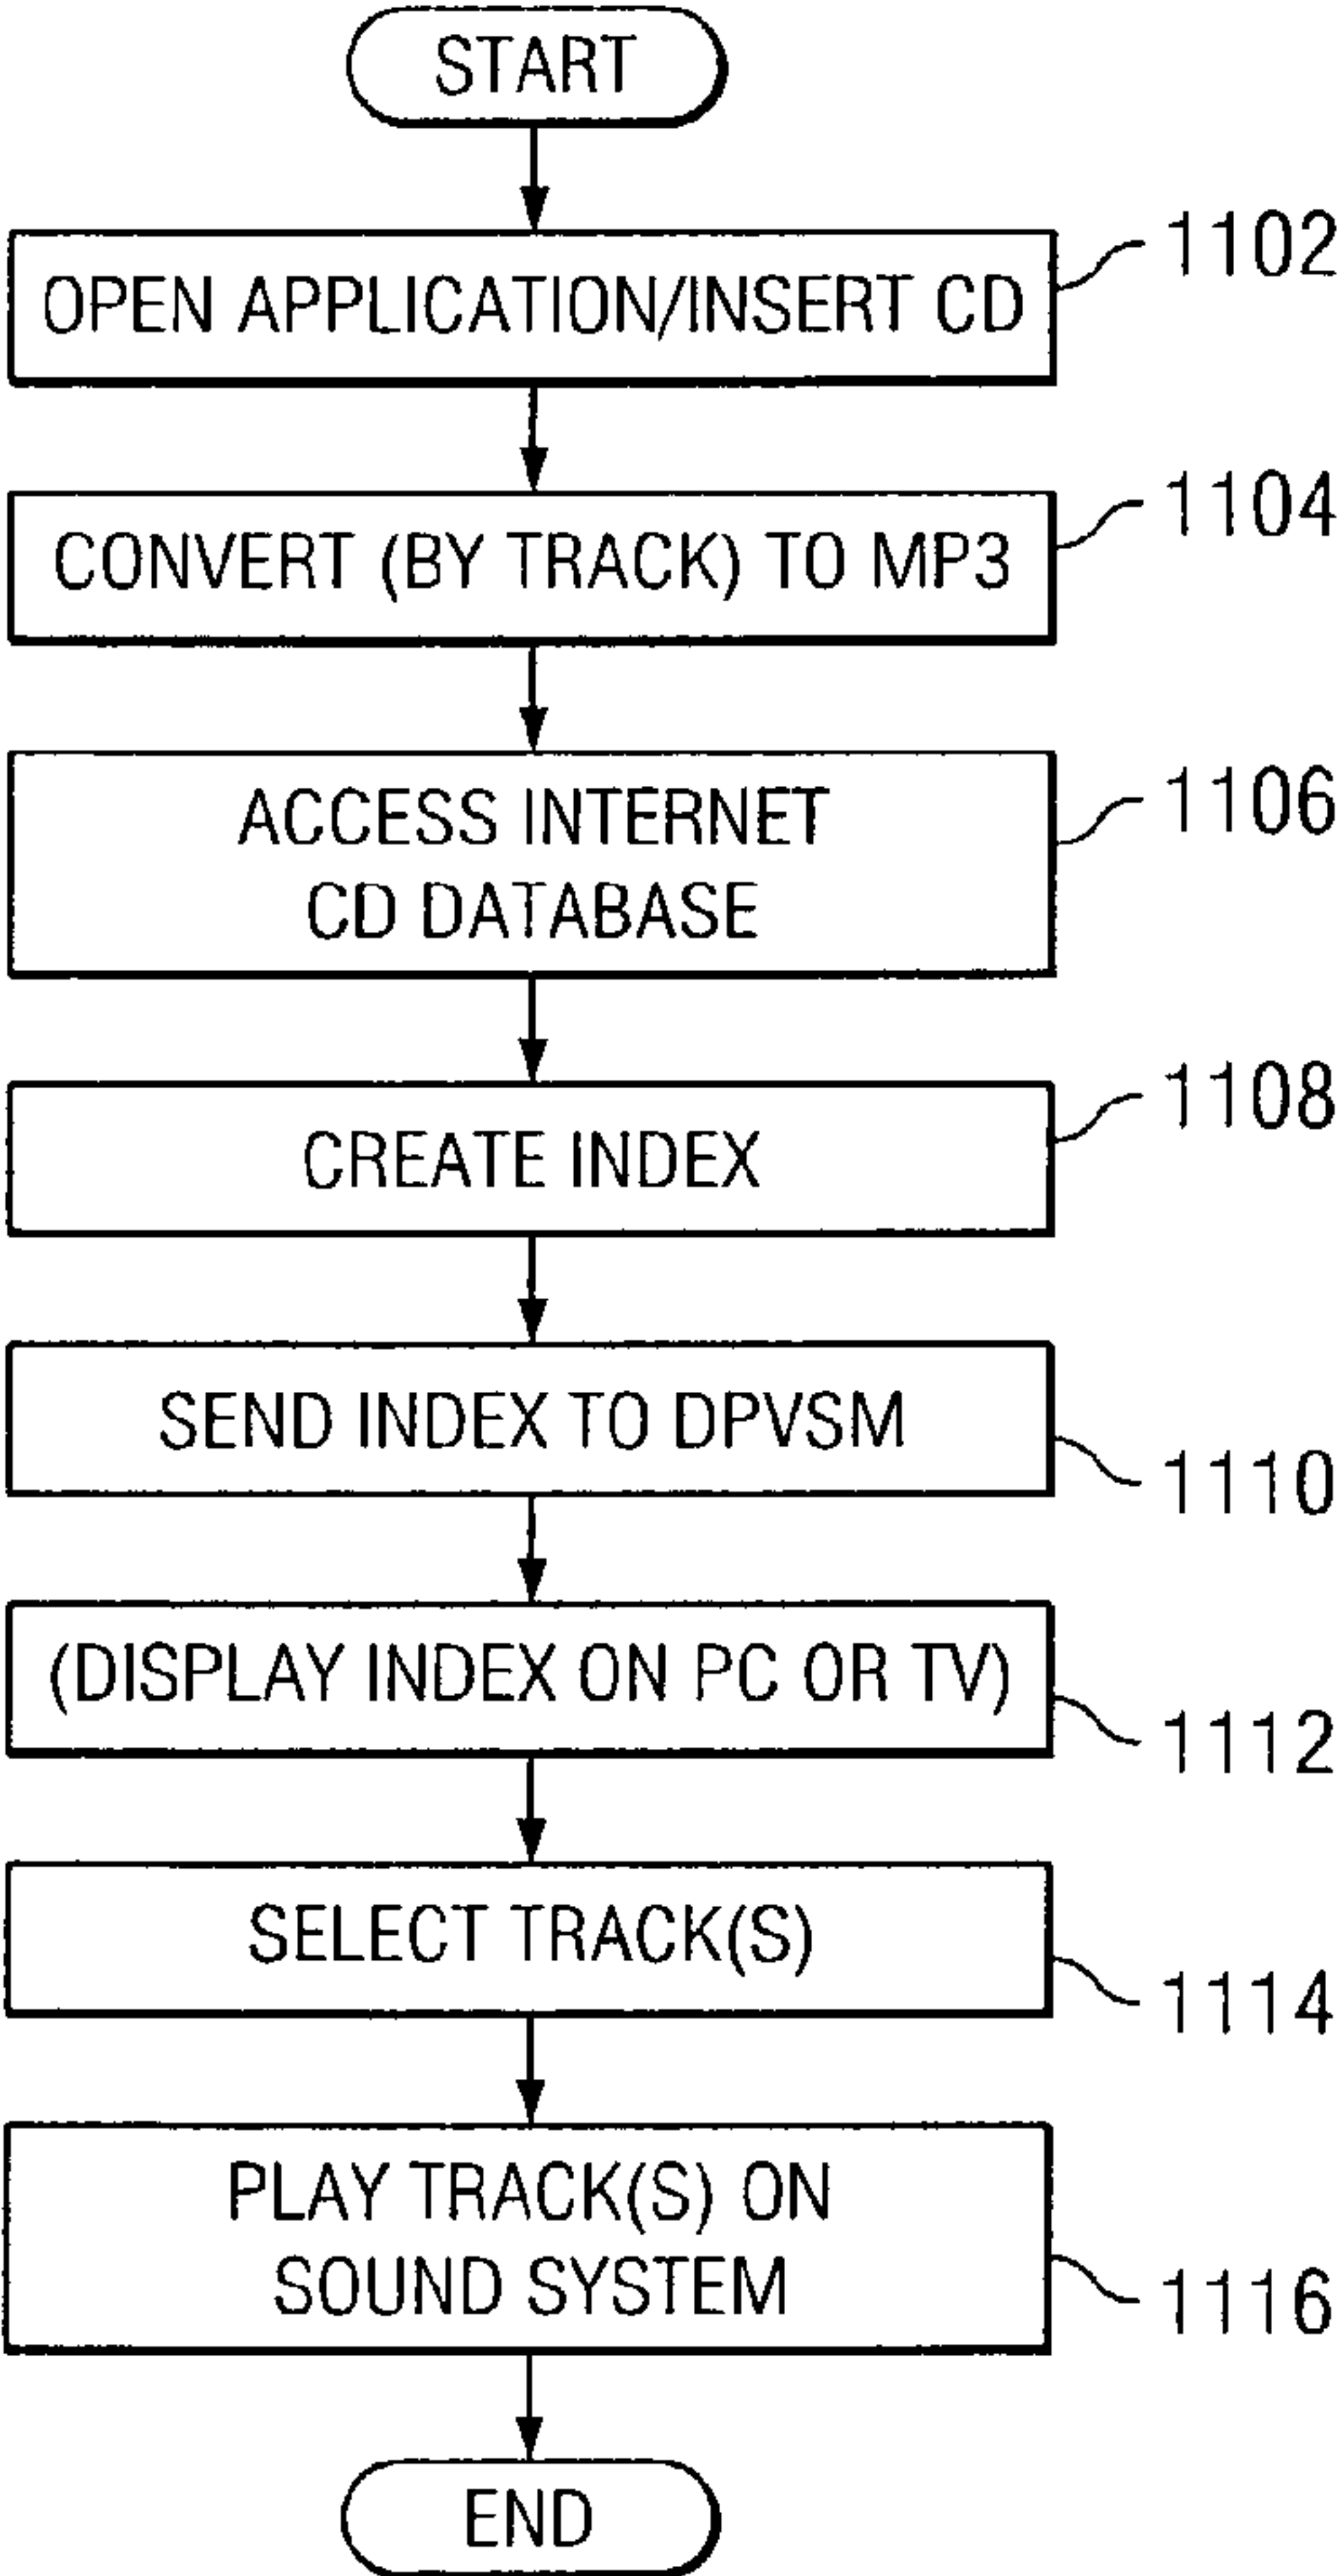 START
OPEN APPLICATION/INSERT CD
1102
CONVERT (BY TRACK) TO MP3
1104
ACCESS INTERNET
CD DATABASE
1106
CREATE INDEX
1108
SEND INDEX TO DPVSM
1110
(DISPLAY INDEX ON PC OR TV)
1112
SELECT TRACK(S)
1114
PLAY TRACK(S) ON
SOUND SYSTEM
1116
END